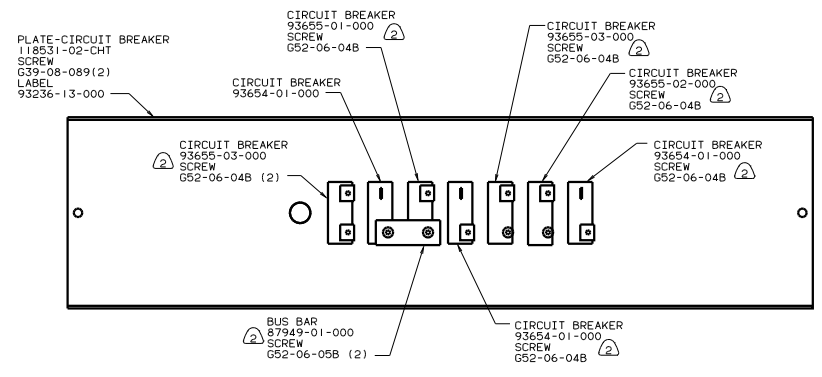 PLATE-CIRCUIT BREAKER
118531-02-CHT
SCREW
G39-08-089(2)
LABEL
93236-13-000
CIRCUIT BREAKER
93655-01-000
SCREW
G52-06-04B
2
CIRCUIT BREAKER
93654-01-000
CIRCUIT BREAKER
93655-03-000
SCREW
G52-06-04B
2
CIRCUIT BREAKER
93655-02-000
SCREW
G52-06-04B
2
2
CIRCUIT BREAKER
93655-03-000
SCREW
G52-06-04B (2)
CIRCUIT BREAKER
93654-01-000
SCREW
G52-06-04B
2
2
BUS BAR
87949-01-000
SCREW
G52-06-05B (2)
CIRCUIT BREAKER
93654-01-000
SCREW
G52-06-04B
2